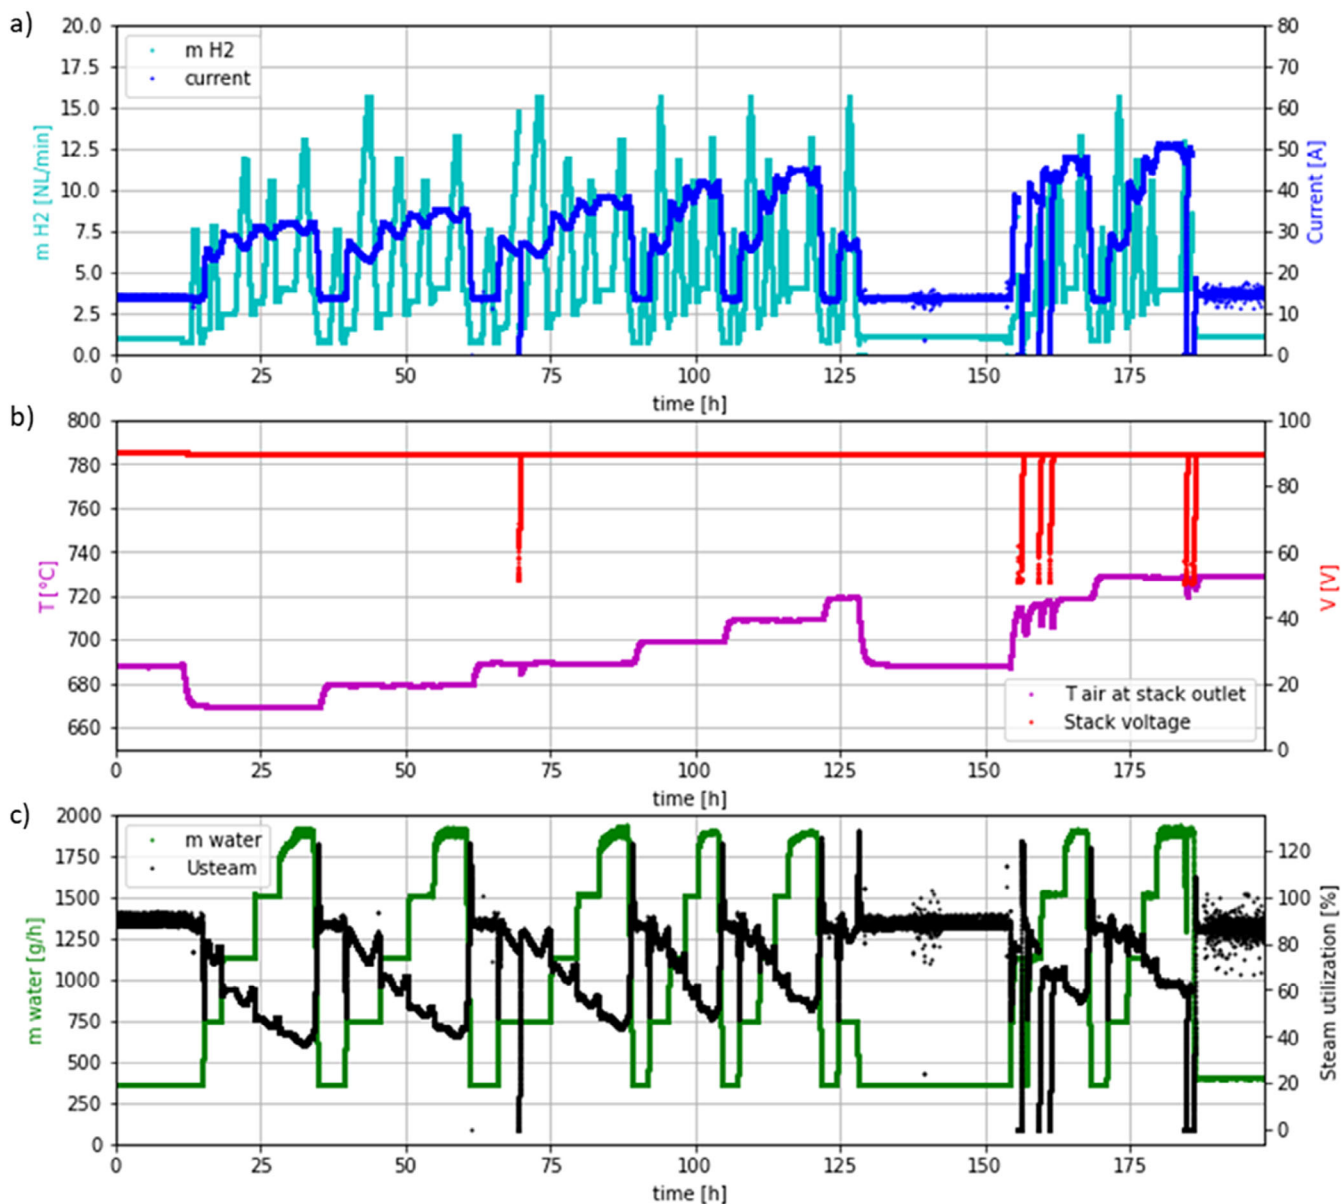 a)
m H2
current
20.0
17.5
15.0
12.5
10.0
7.5
5.0
2.5
0.0
m H2 [NL/min]
80
70
60
50
40
30
20
10
0
Current [A]
0 25 50 75 100 125 150 175
time [h]
b)
800
780
760
740
720
700
680
660
T [°C]
100
80
60
40
20
0
V [V]
T air at stack outlet
Stack voltage
0 25 50 75 100 125 150 175
time [h]
c)
m water
Usteam
2000
1750
1500
1250
1000
750
500
250
0
m water [g/h]
120
100
80
60
40
20
0
Steam utilization [%]
0 25 50 75 100 125 150 175
time [h]